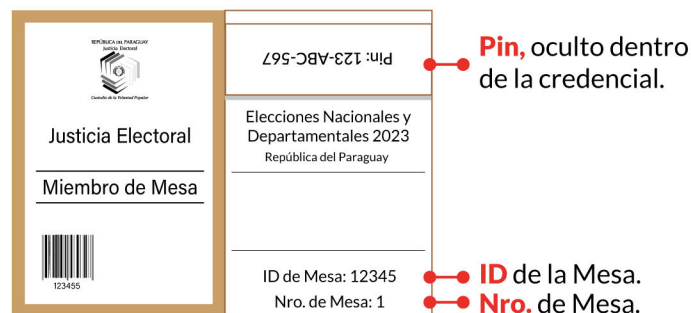 REPÚBLICA DEL PARAGUAY
Justicia Electoral
Custodio de la Voluntad Popular
Justicia Electoral
Miembro de Mesa
123455
Pin: 123-ABC-567
Elecciones Nacionales y
Departamentales 2023
República del Paraguay
ID de Mesa: 12345
Nro. de Mesa: 1
Pin, oculto dentro
de la credencial.
ID de la Mesa.
Nro. de Mesa.